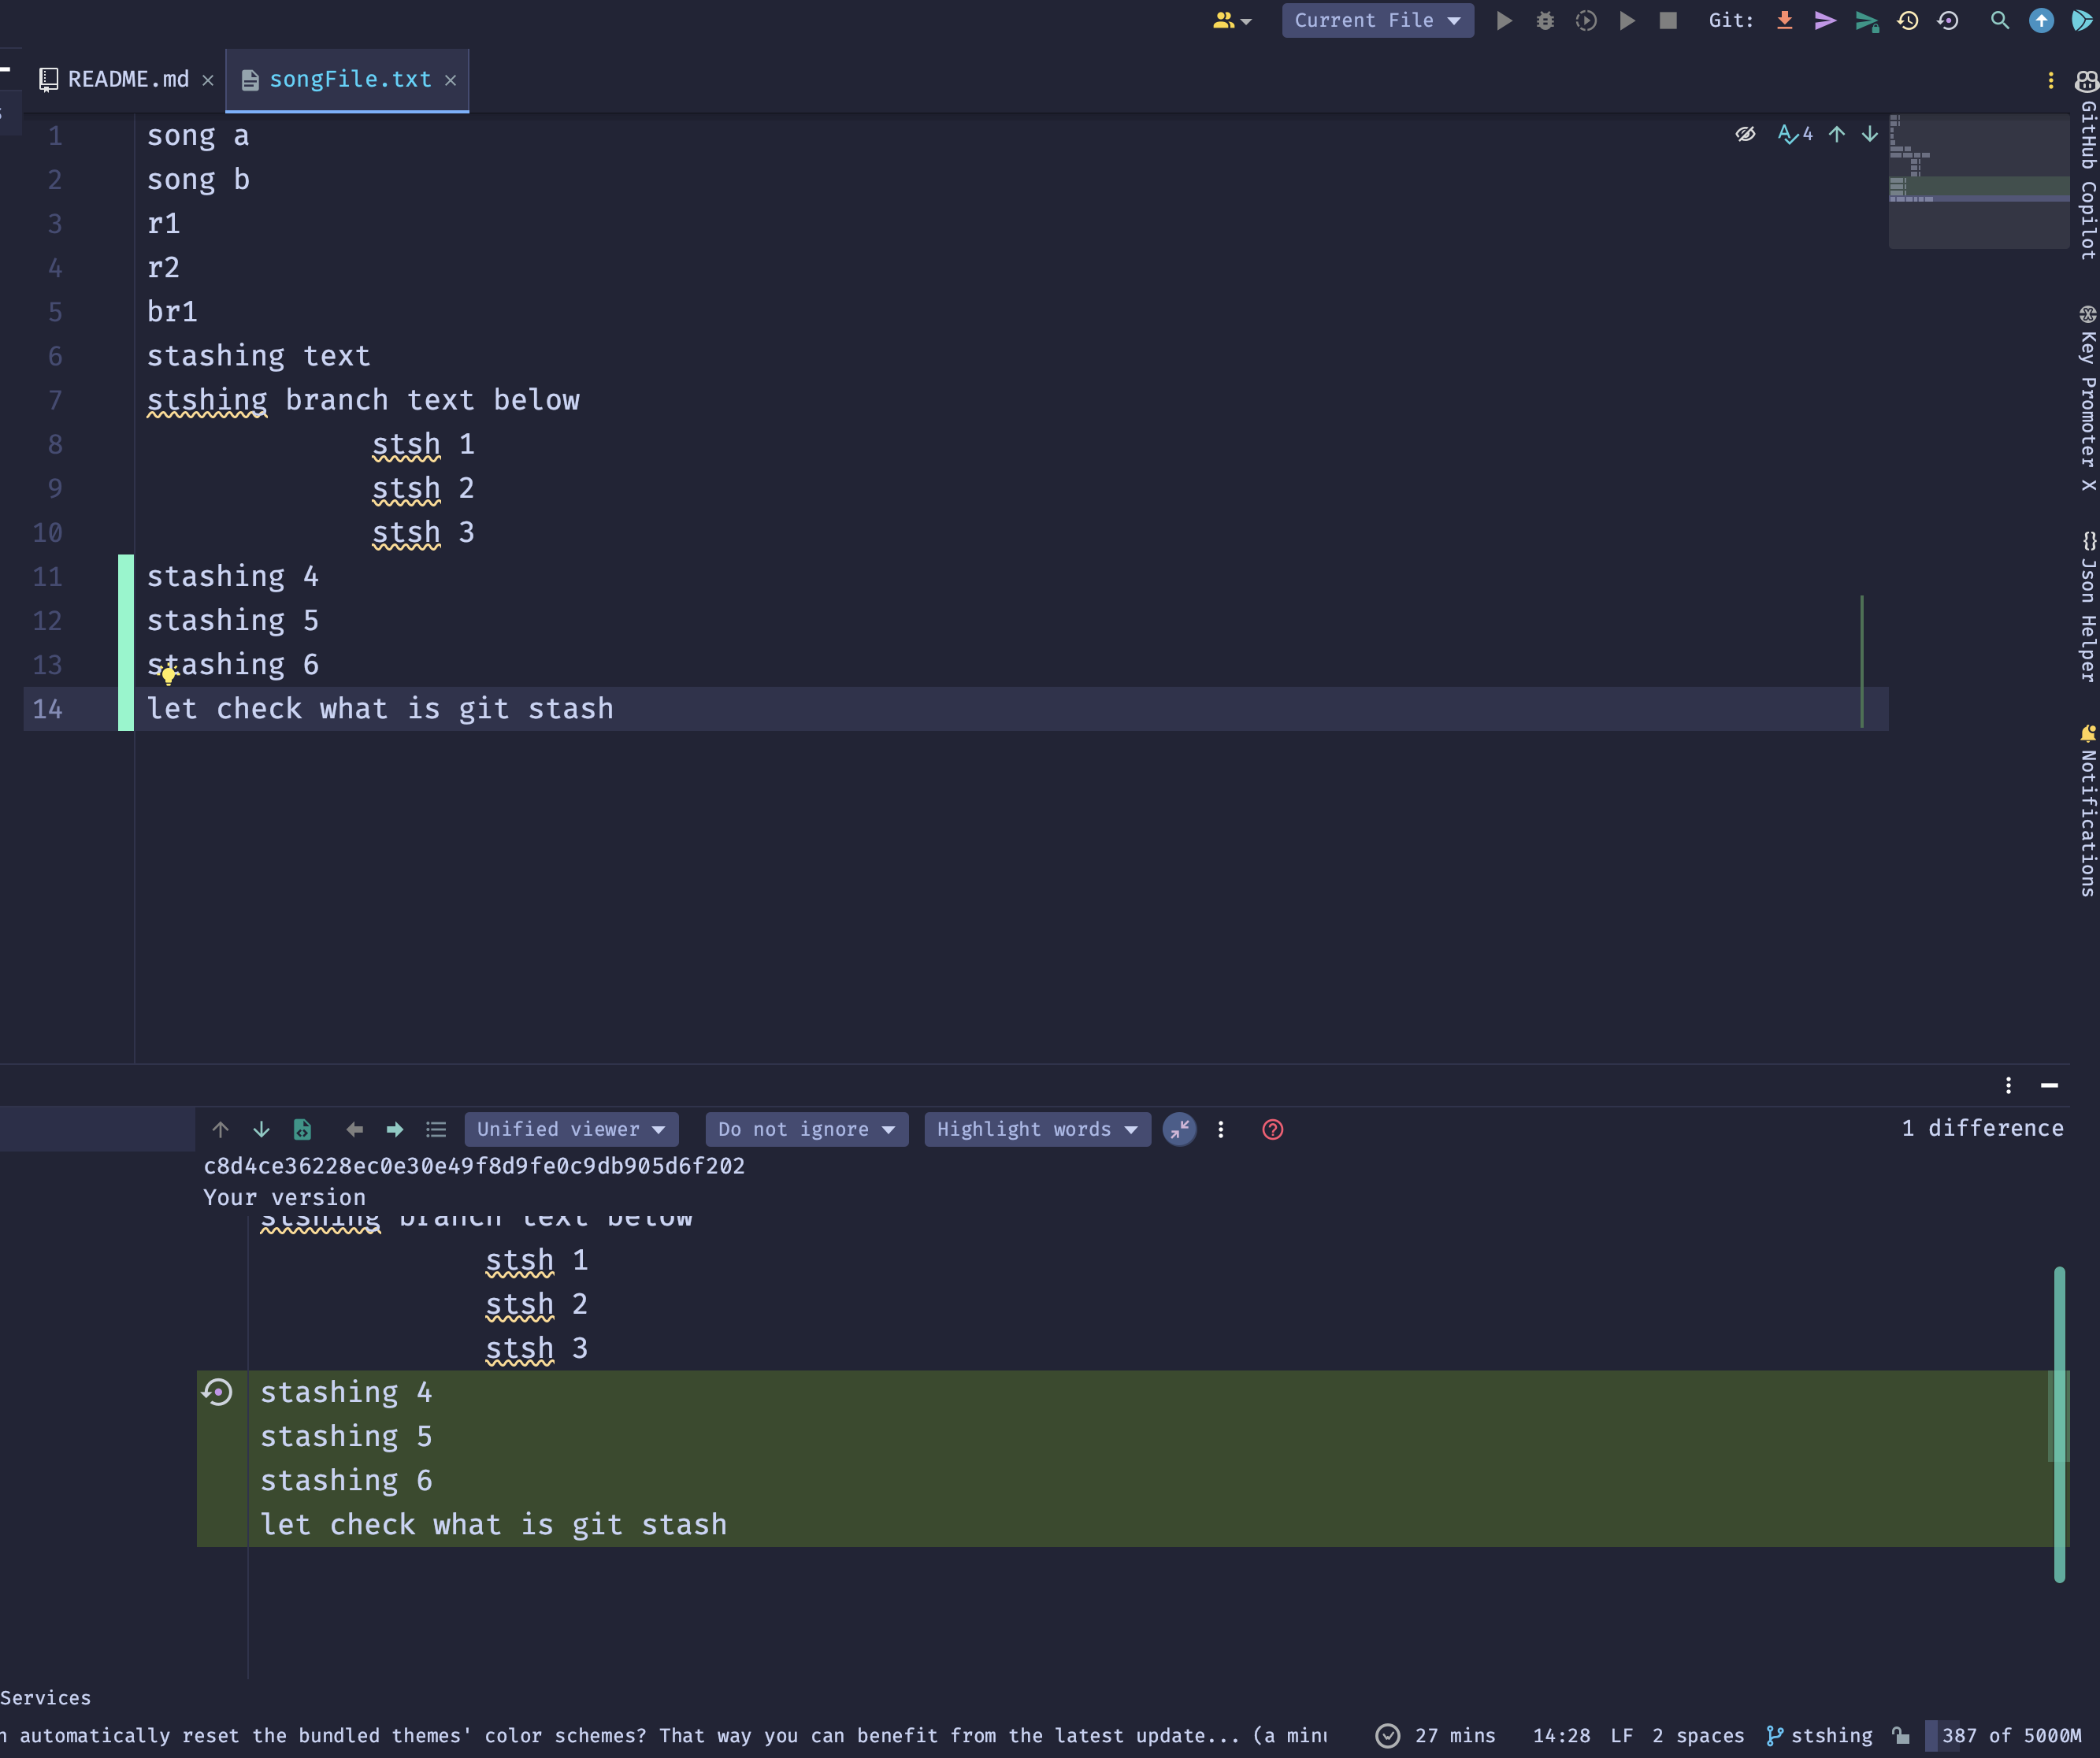 Current File
Git:
README.md
songFile.txt
4
1 song a
2 song b
3 r1
4 r2
5 br1
6 stashing text
7 stshing branch text below
8 stsh 1
9 stsh 2
10 stsh 3
11 stashing 4
12 stashing 5
13 stashing 6
14 let check what is git stash
GitHub Copilot
Key Promoter X
Json Helper
Notifications
Unified viewer
Do not ignore
Highlight words
1 difference
c8d4ce36228ec0e30e49f8d9fe0c9db905d6f202
Your version
stshing branch text below
stsh 1
stsh 2
stsh 3
stashing 4
stashing 5
stashing 6
let check what is git stash
Services
automatically reset the bundled themes' color schemes? That way you can benefit from the latest update... (a
27 mins
14:28
LF
2 spaces
stshing
387 of 5000M